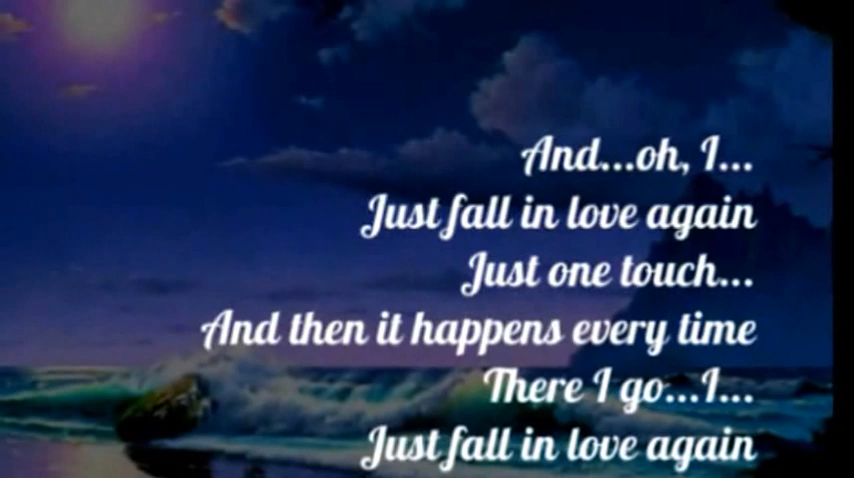 And...oh, I...
Just fall in love again
Just one touch...
And then it happens every time
There I go...I...
Just fall in love again